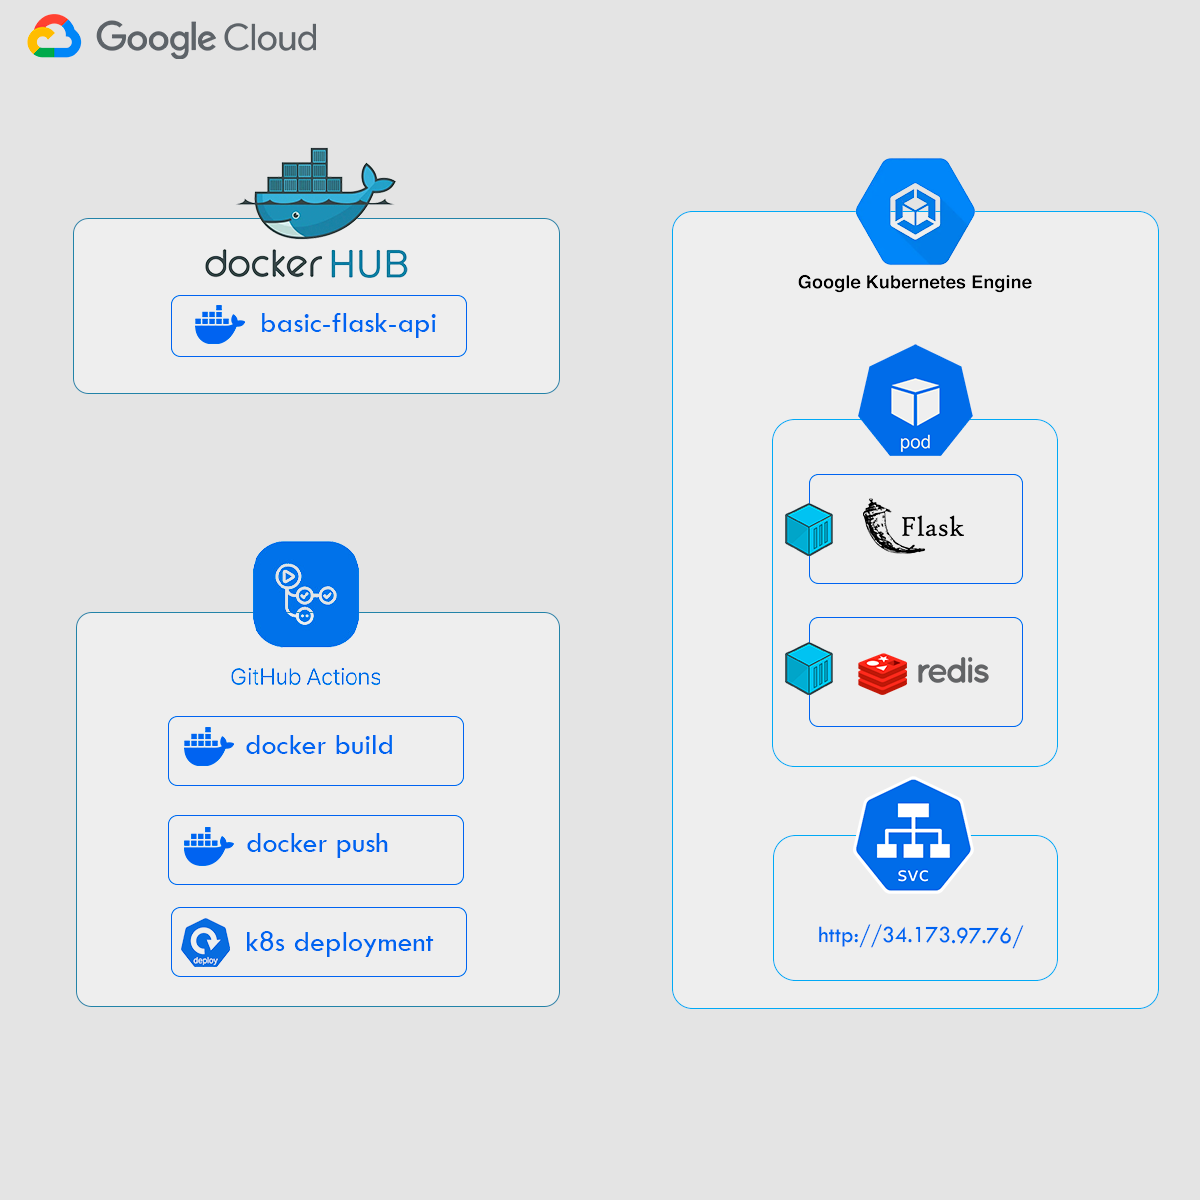 Google Cloud
docker HUB
basic-flask-api
GitHub Actions
docker build
docker push
deploy
k8s deployment
Google Kubernetes Engine
pod
Flask
redis
svc
http://34.173.97.76/